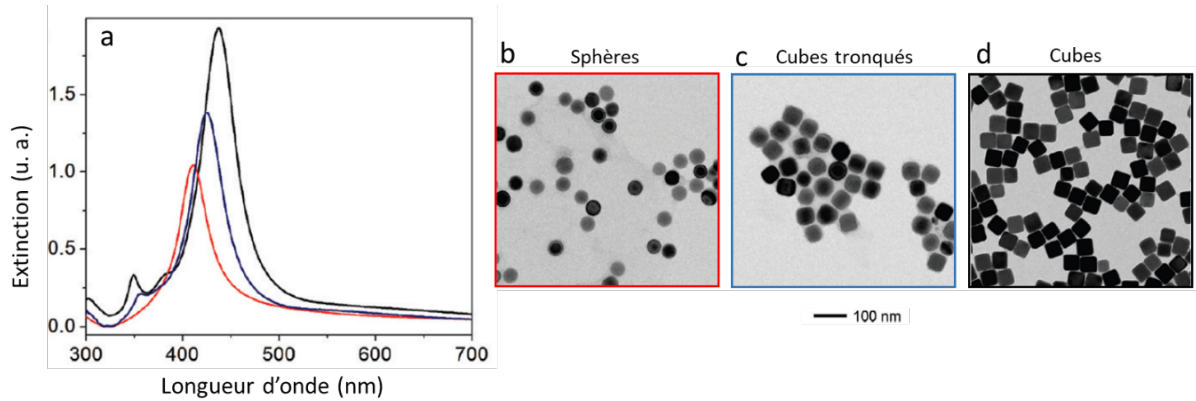 a
Extinction (u. a.)
1.5
1.0
0.5
0.0
300
400
500
600
700
Longueur d'onde (nm)
b
Sphères
c
Cubes tronqués
d
Cubes
100 nm